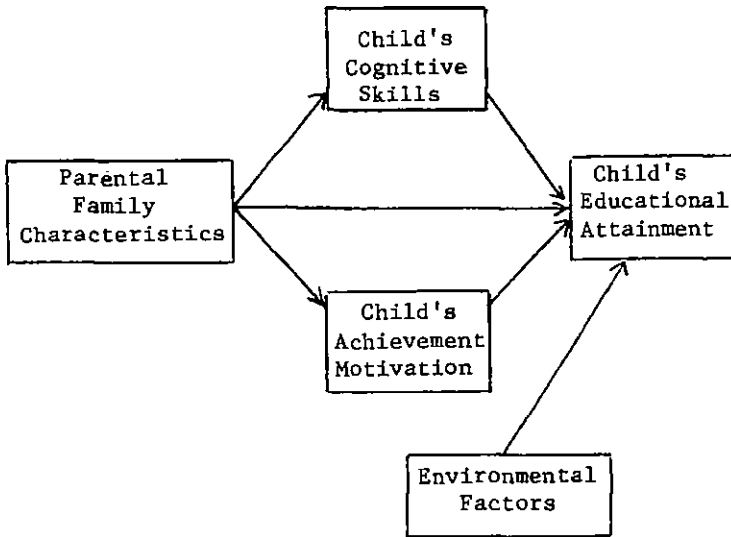 Child's
Cognitive
Skills
Parental
Family
Characteristics
Child's
Educational
Attainment
Child's
Achievement
Motivation
Environmental
Factors